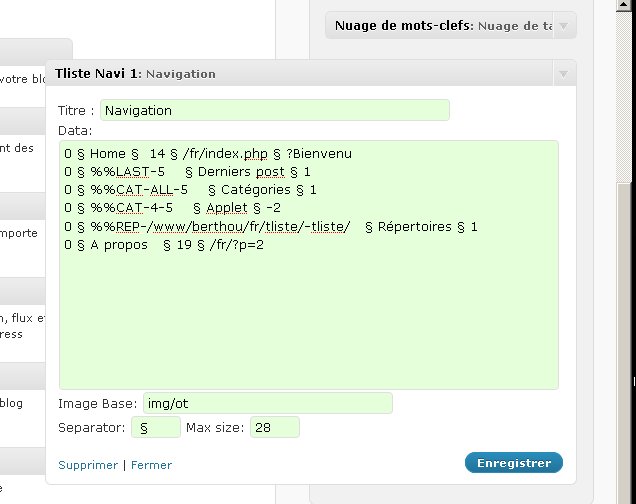 Nuage de mots-clefs: Nuage de ta
votre blo
Tliste Navi 1: Navigation
Titre : Navigation
Data:
0 § Home § 14 § /fr/index.php § ?Bienvenu
nt des
0 § %%LAST-5 § Derniers post § 1
0 § %%CAT-ALL-5 § Catégories § 1
0 § %%CAT-4-5 § Applet § -2
0 § %%REP-/www/berthou/fr/tliste/-tliste/ § Répertoires § 1
mporte
0 § A propos § 19 § /fr/?p=2
n, flux et
ress
Image Base: img/ot
blog
Separator: § Max size: 28
Supprimer | Fermer
Enregistrer
e